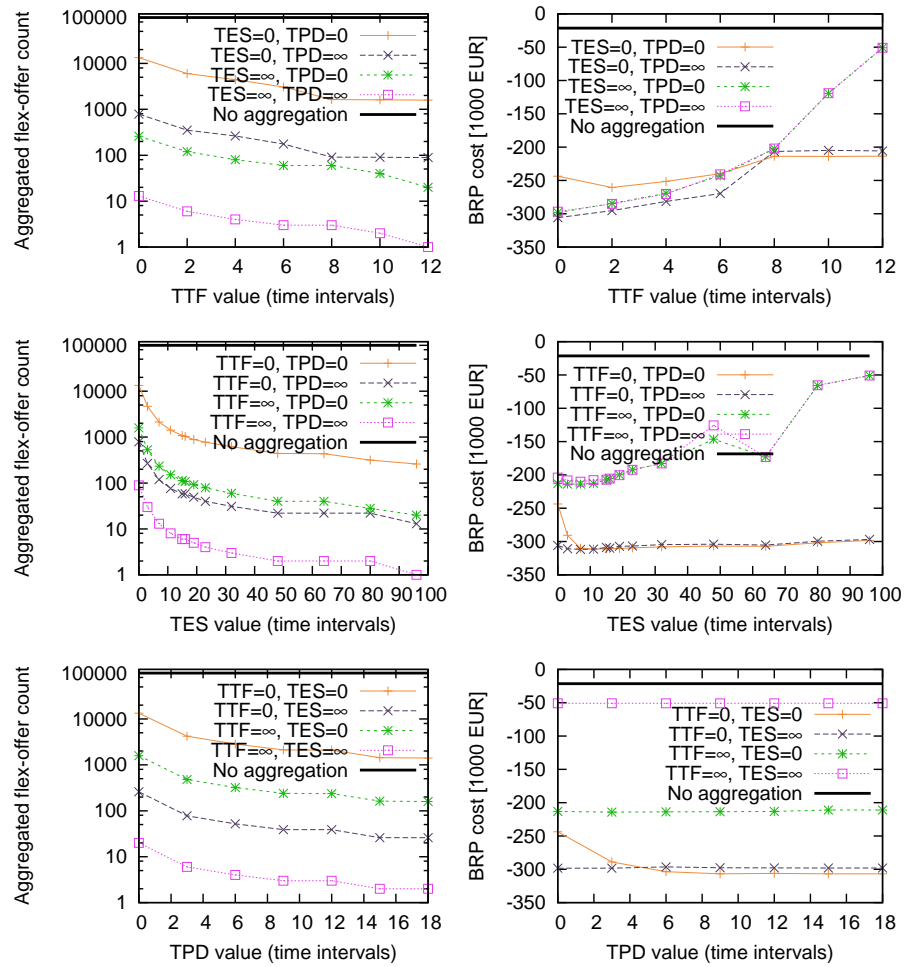 Aggregated flex-offer count
100000
10000
1000
100
10
1
0 2 4 6 8 10 12
TTF value (time intervals)
TES=0, TPD=0
TES=0, TPD=∞
TES=∞, TPD=0
TES=∞, TPD=∞
No aggregation
BRP cost [1000 EUR]
0
-50
-100
-150
-200
-250
-300
-350
0 2 4 6 8 10 12
TTF value (time intervals)
TES=0, TPD=0
TES=0, TPD=∞
TES=∞, TPD=0
TES=∞, TPD=∞
No aggregation
Aggregated flex-offer count
100000
10000
1000
100
10
1
0 10 20 30 40 50 60 70 80 90 100
TES value (time intervals)
TTF=0, TPD=0
TTF=0, TPD=∞
TTF=∞, TPD=0
TTF=∞, TPD=∞
No aggregation
BRP cost [1000 EUR]
0
-50
-100
-150
-200
-250
-300
-350
0 10 20 30 40 50 60 70 80 90 100
TES value (time intervals)
TTF=0, TPD=0
TTF=0, TPD=∞
TTF=∞, TPD=0
TTF=∞, TPD=∞
No aggregation
Aggregated flex-offer count
100000
10000
1000
100
10
1
0 2 4 6 8 10 12 14 16 18
TPD value (time intervals)
TTF=0, TES=0
TTF=0, TES=∞
TTF=∞, TES=0
TTF=∞, TES=∞
No aggregation
BRP cost [1000 EUR]
0
-50
-100
-150
-200
-250
-300
-350
0 2 4 6 8 10 12 14 16 18
TPD value (time intervals)
TTF=0, TES=0
TTF=0, TES=∞
TTF=∞, TES=0
TTF=∞, TES=∞
No aggregation